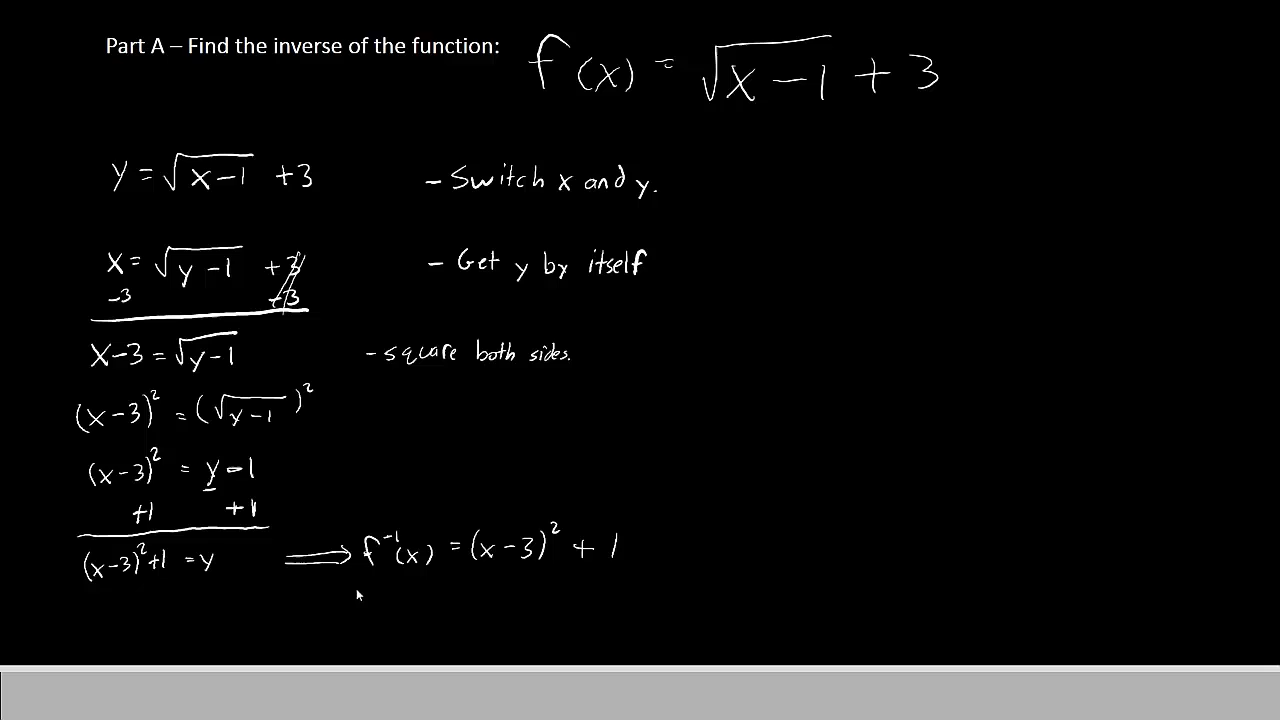 Part A – Find the inverse of the function: f(x) = √(x-1) + 3
y = √(x-1) +3 - Switch x and y.
x = √(y-1) +3 - Get y by itself
-3 -3
x-3 = √(y-1) - square both sides.
(x-3)² = (√(y-1))²
(x-3)² = y-1
+1 +1
(x-3)²+1 = y ⟹ f⁻¹(x) = (x-3)² + 1